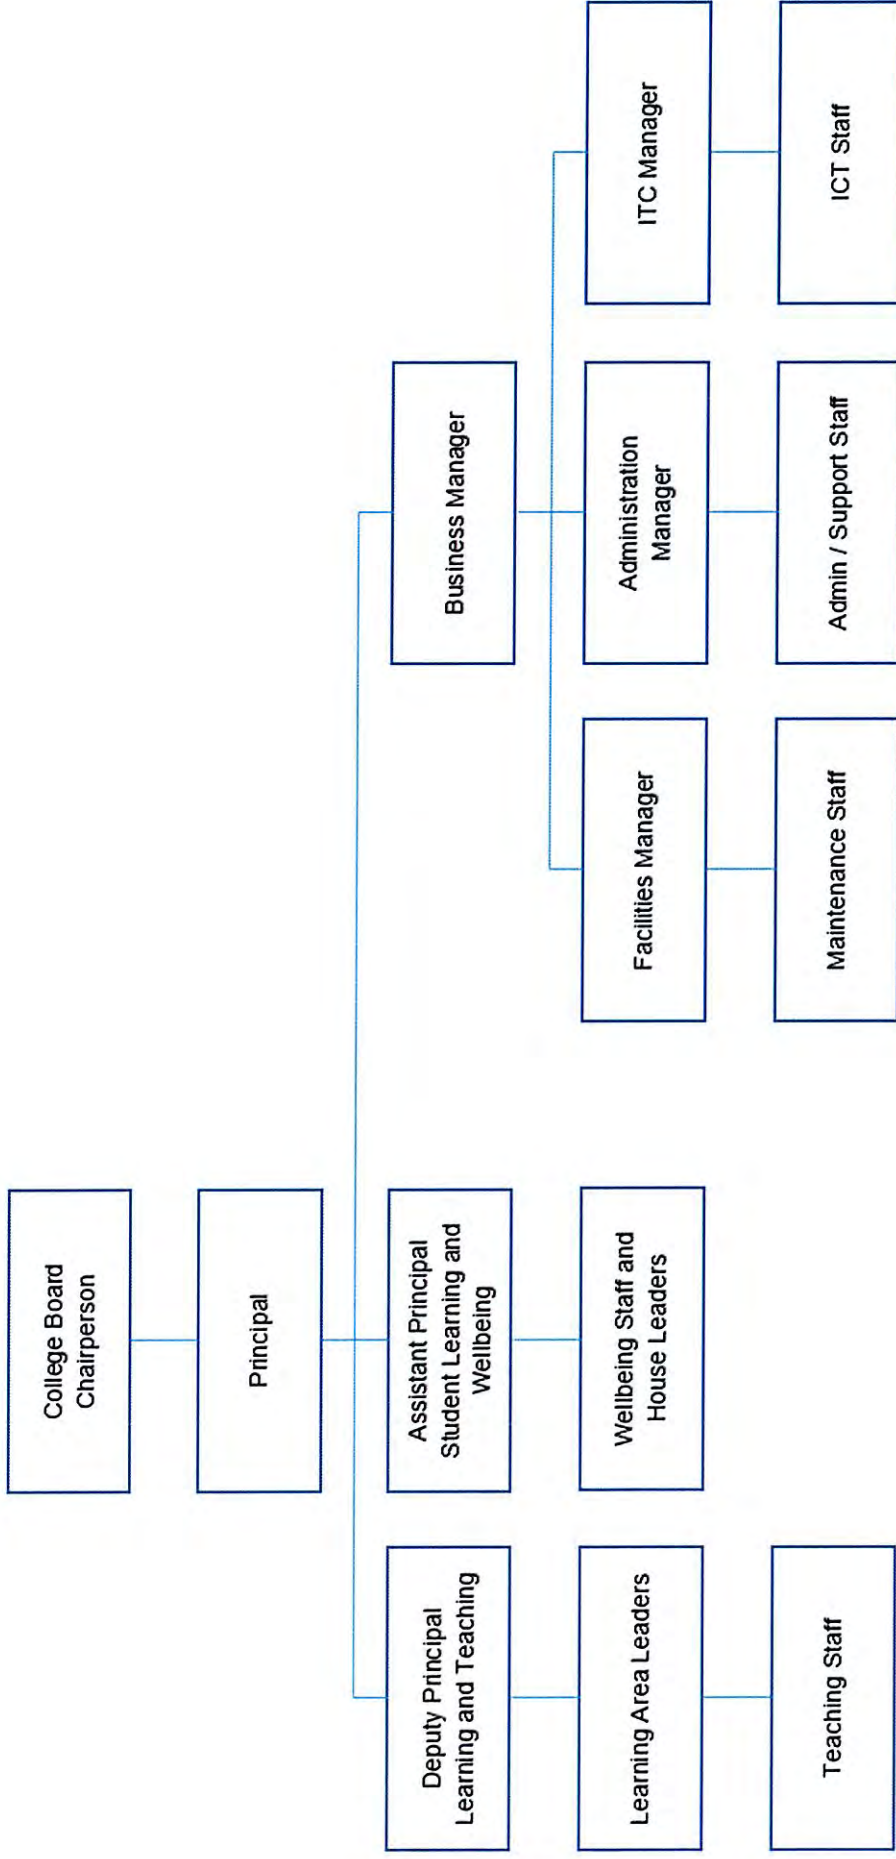 College Board
Chairperson
Principal
Deputy Principal
Learning and Teaching
Assistant Principal
Student Learning and
Wellbeing
Business Manager
Learning Area Leaders
Wellbeing Staff and
House Leaders
Facilities Manager
Administration
Manager
ITC Manager
Teaching Staff
Maintenance Staff
Admin / Support Staff
ICT Staff